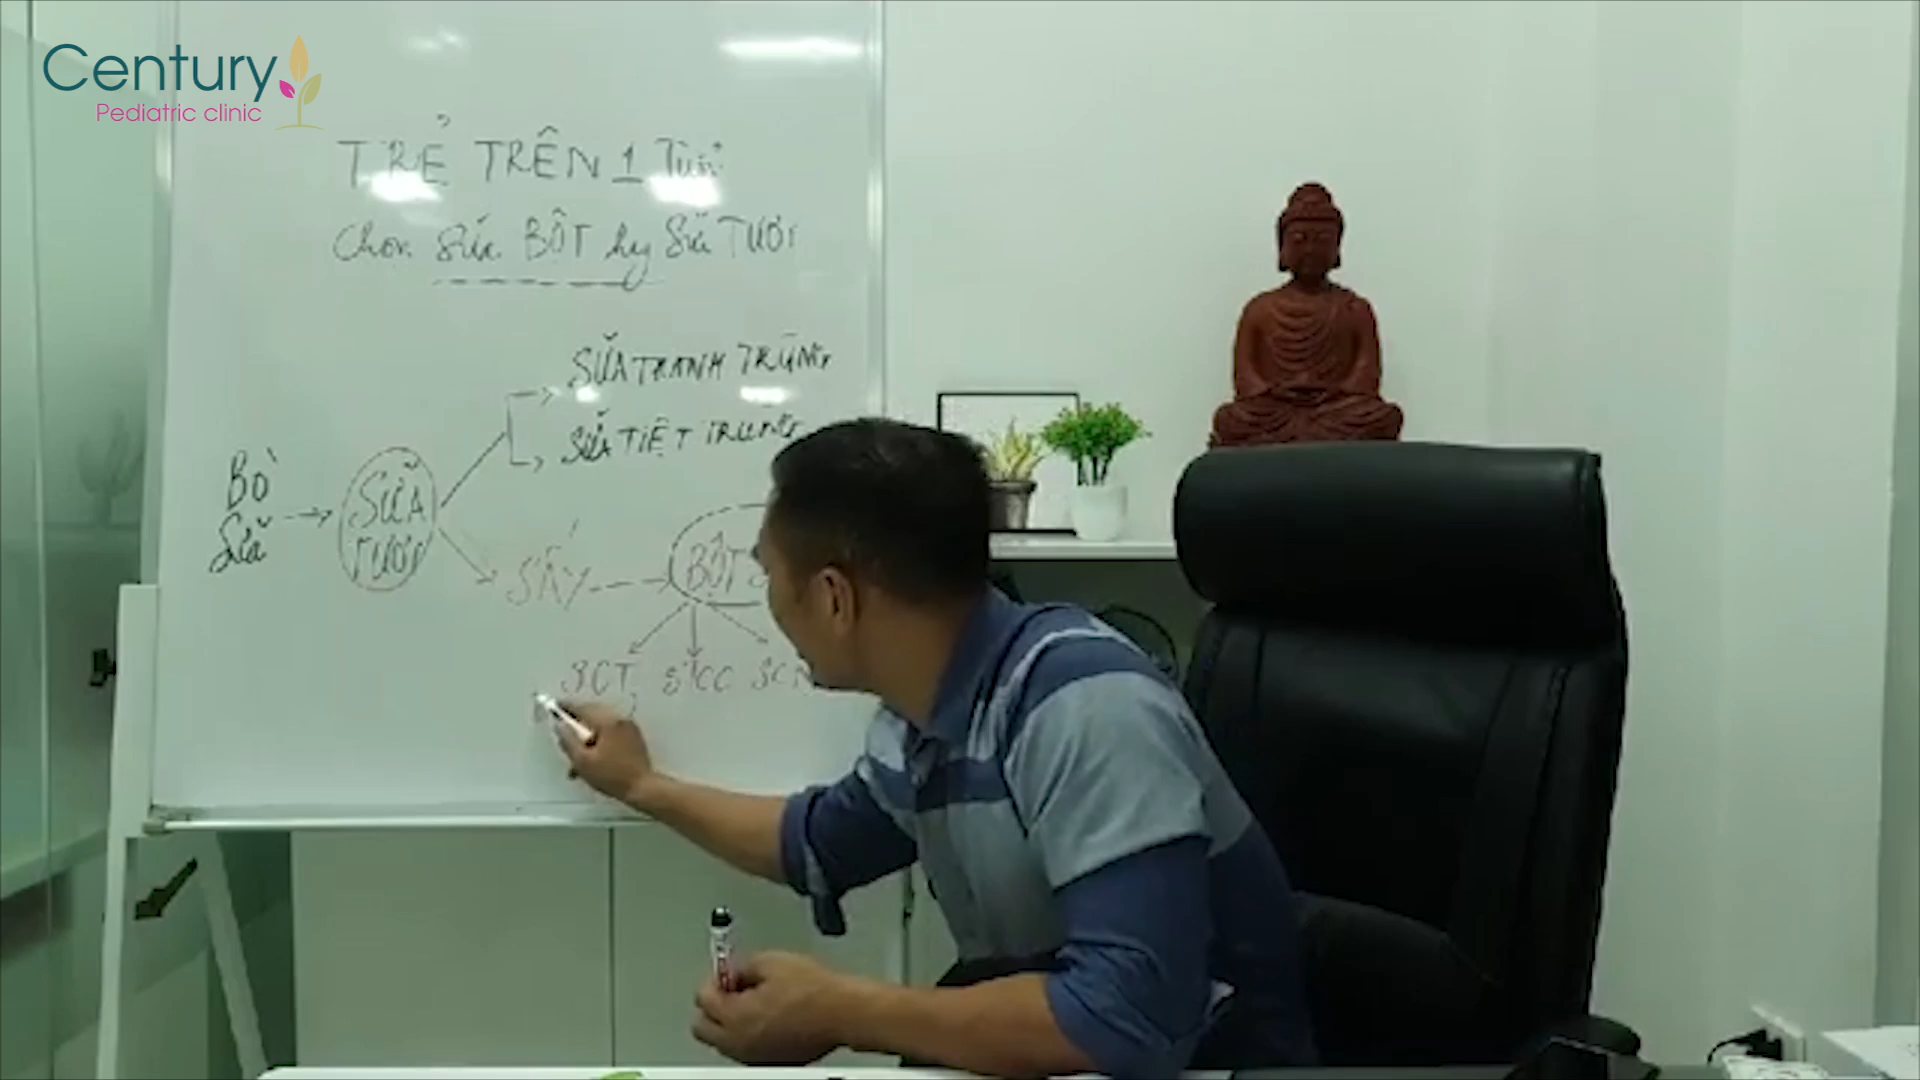 Century
Pediatric clinic
TRẺ TRÊN 1 Tuổi
Chọn sữa BỘT hay Sữa TƯƠI
SỮA THANH TRÙNG
SỮA TIỆT TRÙNG
BÒ
Sữa
SỮA
TƯƠI
SẤY
BỘT
SCT